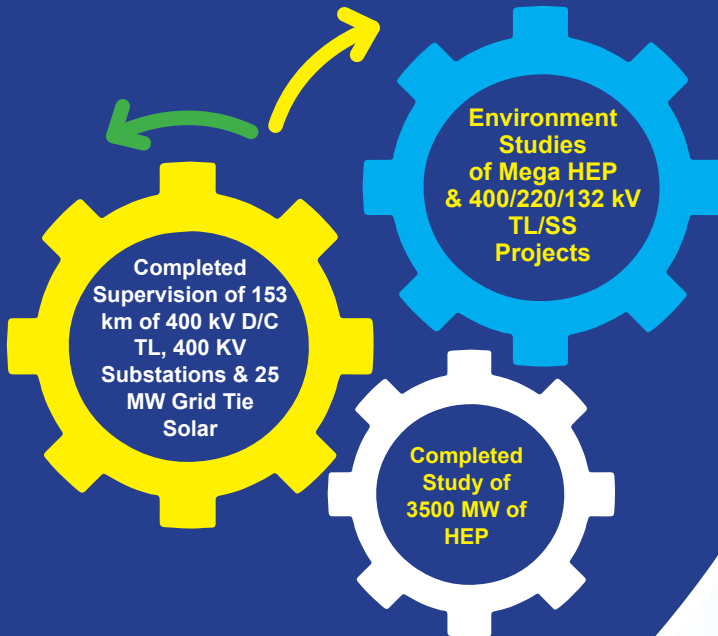 Environment
Studies
of Mega HEP
& 400/220/132 kV
TL/SS
Projects
Completed
Supervision of 153
km of 400 kV D/C
TL, 400 KV
Substations & 25
MW Grid Tie
Solar
Completed
Study of
3500 MW of
HEP